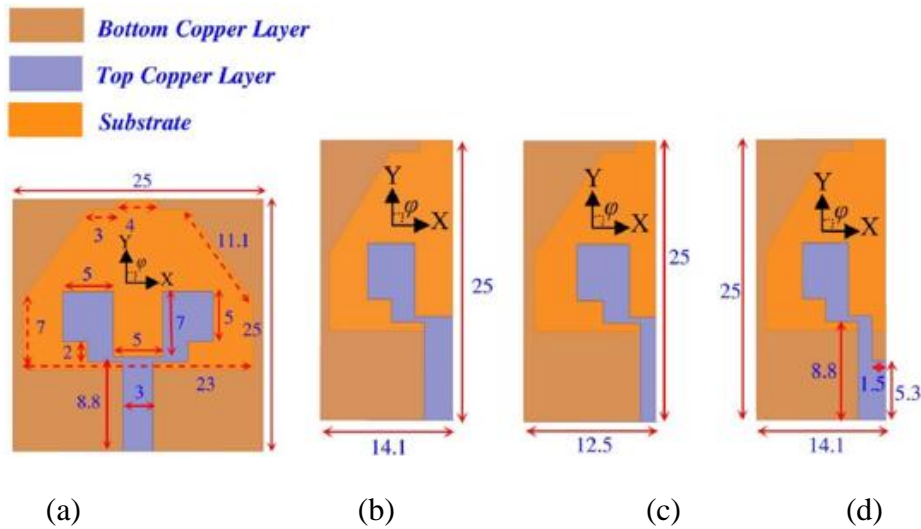 Bottom Copper Layer
Top Copper Layer
Substrate
25
3
4
11.1
Y
φ
X
5
5
7
7
5
25
2
23
8.8
3
Y
φ
X
25
14.1
Y
φ
X
25
12.5
Y
φ
X
25
8.8
1.5
5.3
14.1
(a)
(b)
(c)
(d)